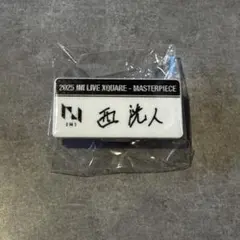 2025 INI LIVE XQUARE - MASTERPIECE
INI
西 洸人